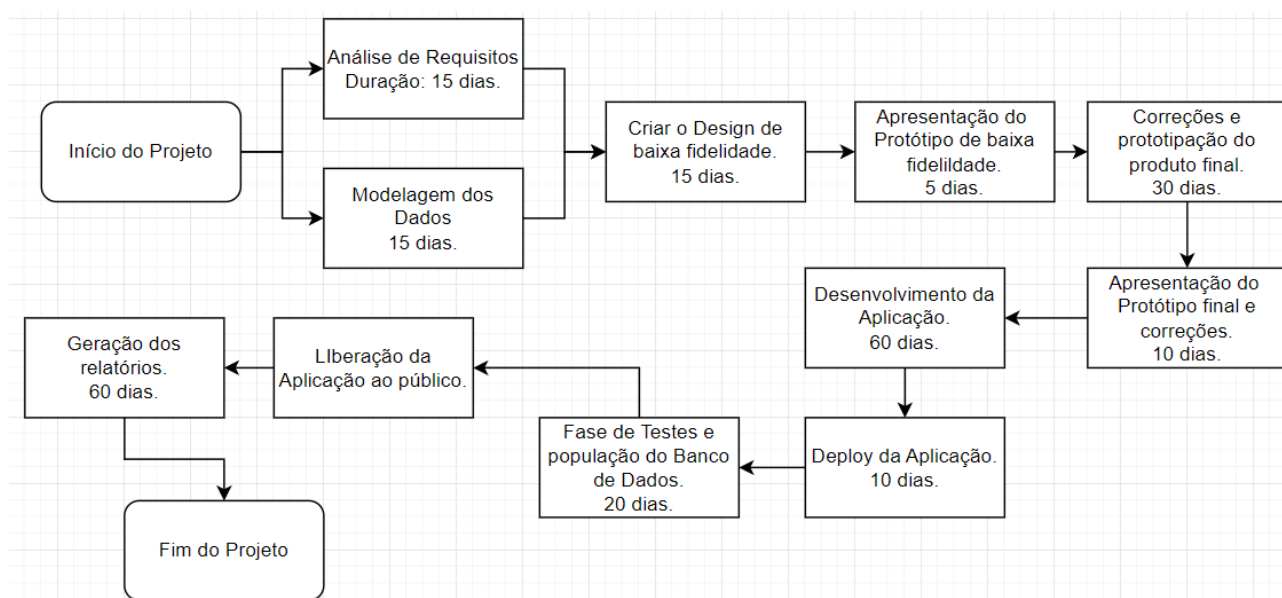 Início do Projeto
Análise de Requisitos
Duração: 15 dias.
Modelagem dos
Dados
15 dias.
Criar o Design de
baixa fidelidade.
15 dias.
Apresentação do
Protótipo de baixa
fidelildade.
5 dias.
Correções e
prototipação do
produto final.
30 dias.
Apresentação do
Protótipo final e
correções.
10 dias.
Desenvolvimento da
Aplicação.
60 dias.
Deploy da Aplicação.
10 dias.
Fase de Testes e
população do Banco
de Dados.
20 dias.
LIberação da
Aplicação ao público.
Geração dos
relatórios.
60 dias.
Fim do Projeto